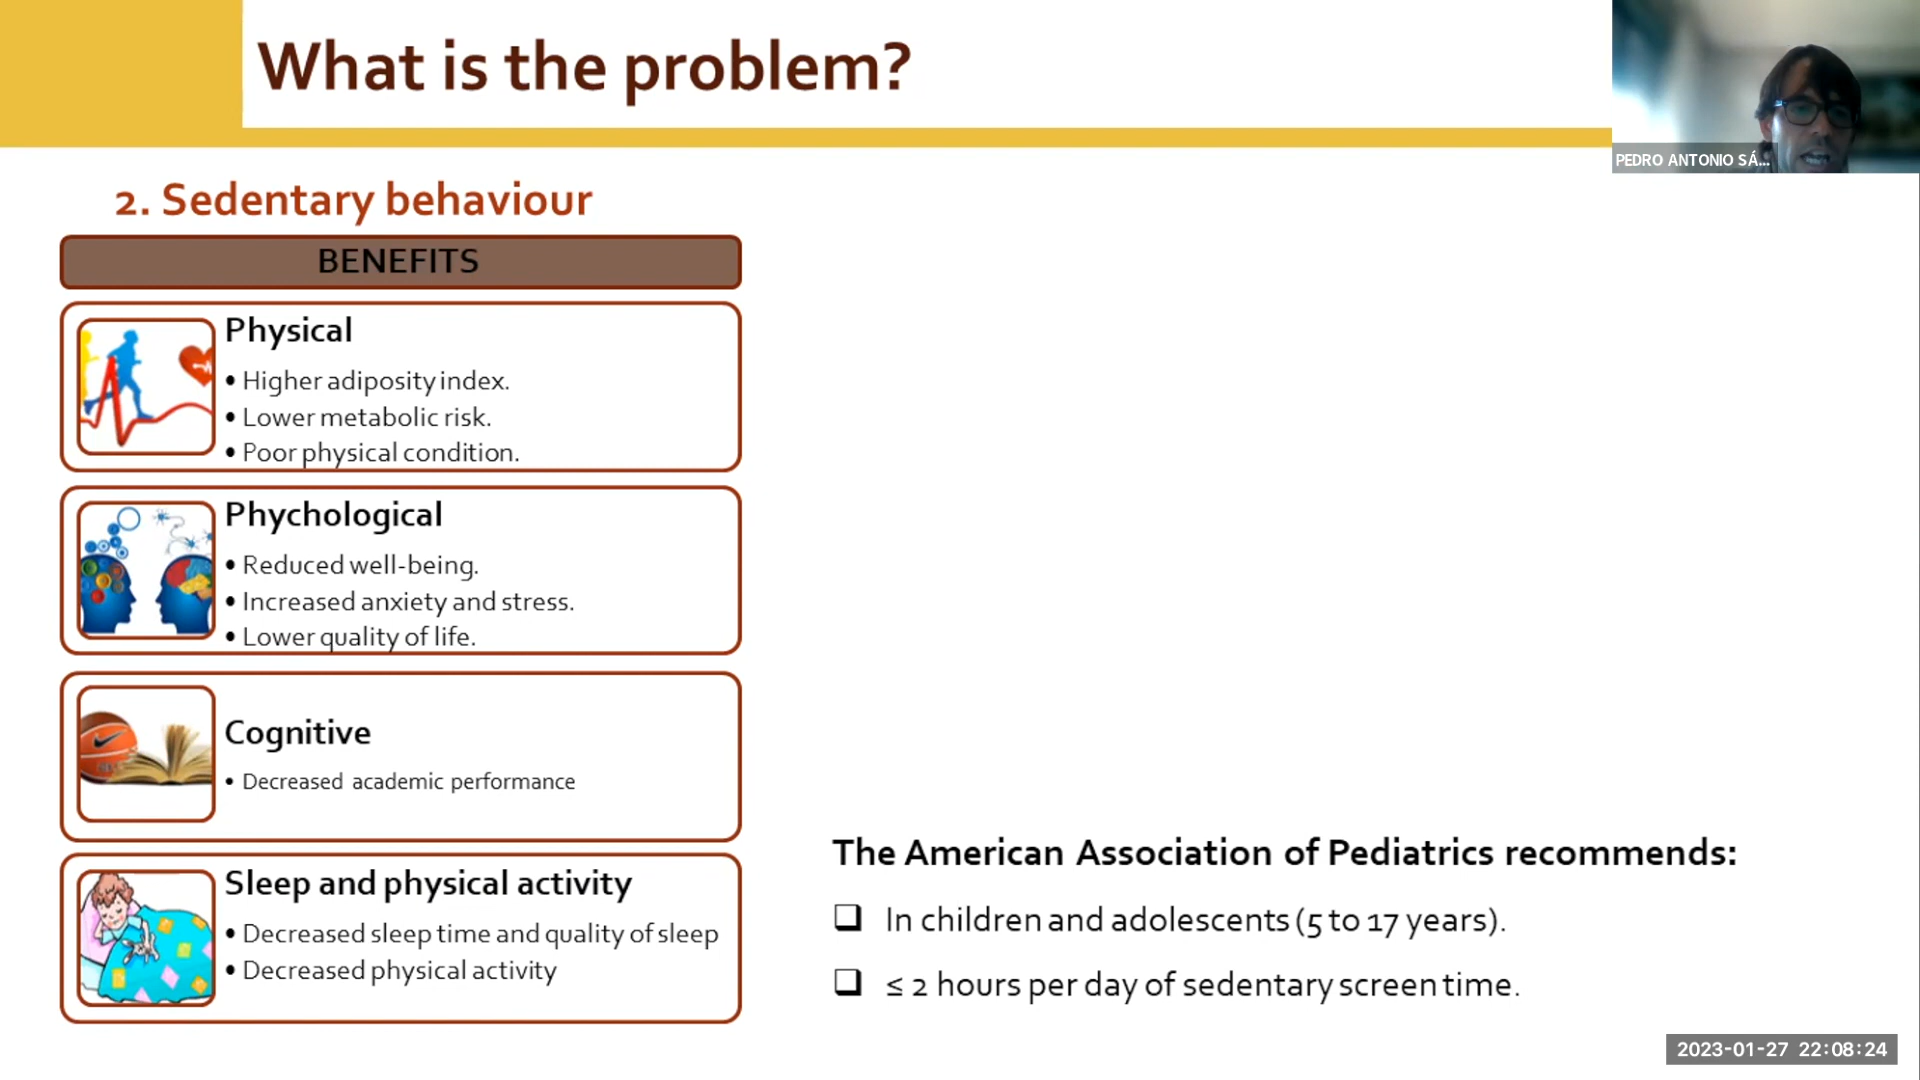 What is the problem?
PEDRO ANTONIO SÁ...
2. Sedentary behaviour
BENEFITS
Physical
• Higher adiposity index.
• Lower metabolic risk.
• Poor physical condition.
Phychological
• Reduced well-being.
• Increased anxiety and stress.
• Lower quality of life.
Cognitive
• Decreased academic performance
Sleep and physical activity
• Decreased sleep time and quality of sleep
• Decreased physical activity
The American Association of Pediatrics recommends:
❑ In children and adolescents (5 to 17 years).
❑ ≤ 2 hours per day of sedentary screen time.
2023-01-27 22:08:24